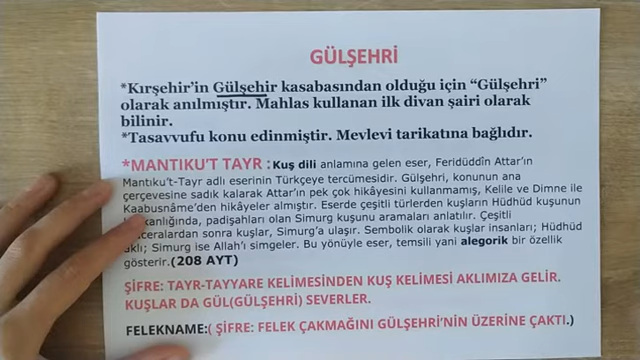 GÜLŞEHRİ
*Kırşehir’in Gülşehir kasabasından olduğu için “Gülşehri”
olarak anılmıştır. Mahlas kullanan ilk divan şairi olarak
bilinir.
*Tasavvufu konu edinmiştir. Mevlevi tarikatına bağlıdır.
*MANTIKU’T TAYR : Kuş dili anlamına gelen eser, Feridüddîn Attar’ın
Mantıku’t-Tayr adlı eserinin Türkçeye tercümesidir. Gülşehri, konunun ana
çerçevesine sadık kalarak Attar’ın pek çok hikâyesini kullanmamış, Kelile ve Dimne ile
Kaabusnâme’den hikâyeler almıştır. Eserde çeşitli türlerden kuşların Hüdhüd kuşunun
kanlığında, padişahları olan Simurg kuşunu aramaları anlatılır. Çeşitli
ceralardan sonra kuşlar, Simurg’a ulaşır. Sembolik olarak kuşlar insanları; Hüdhüd
aklı; Simurg ise Allah’ı simgeler. Bu yönüyle eser, temsili yani alegorik bir özellik
gösterir.(208 AYT)
ŞİFRE: TAYR-TAYYARE KELİMESİNDEN KUŞ KELİMESİ AKLIMIZA GELİR.
KUŞLAR DA GÜL(GÜLŞEHRİ) SEVERLER.
FELEKNAME:( ŞİFRE: FELEK ÇAKMAĞINI GÜLŞEHRİ’NİN ÜZERİNE ÇAKTI.)